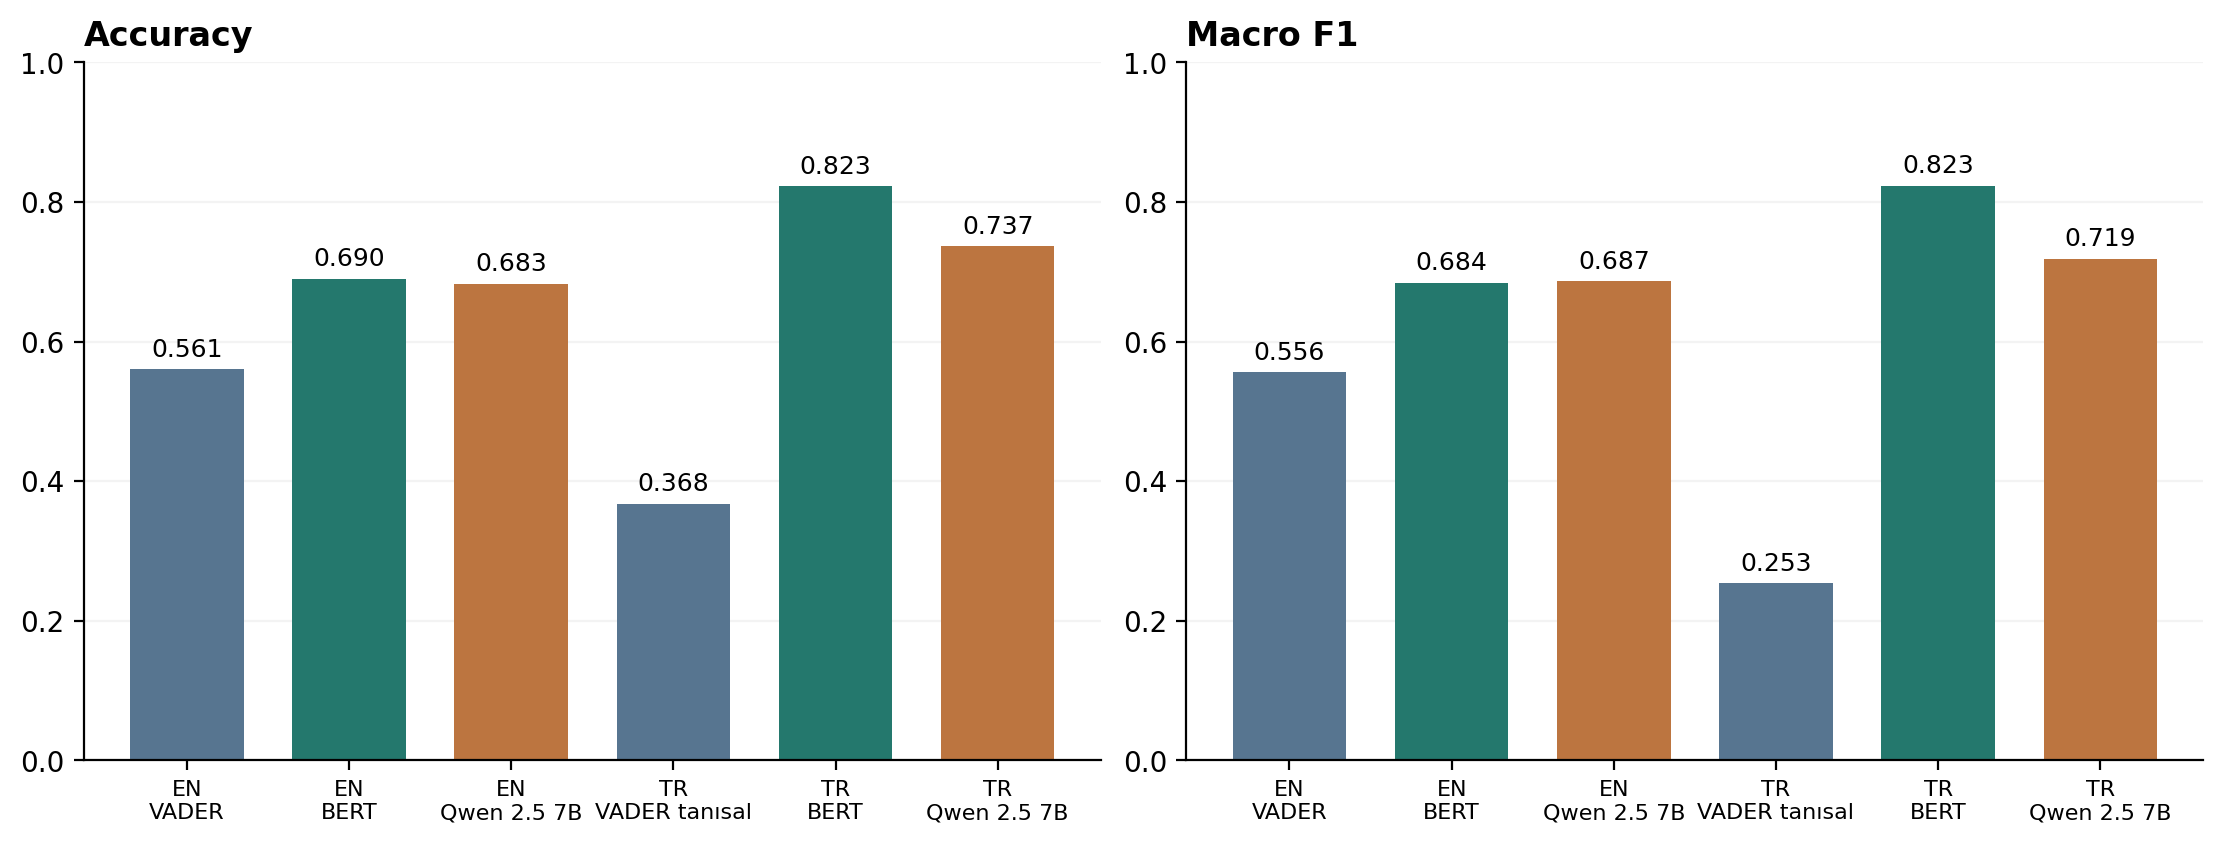 Accuracy
1.0
0.8
0.6
0.4
0.2
0.0
0.561
0.690
0.683
0.368
0.823
0.737
EN
VADER
EN
BERT
EN
Qwen 2.5 7B
TR
VADER tanısal
TR
BERT
TR
Qwen 2.5 7B
Macro F1
1.0
0.8
0.6
0.4
0.2
0.0
0.556
0.684
0.687
0.253
0.823
0.719
EN
VADER
EN
BERT
EN
Qwen 2.5 7B
TR
VADER tanısal
TR
BERT
TR
Qwen 2.5 7B